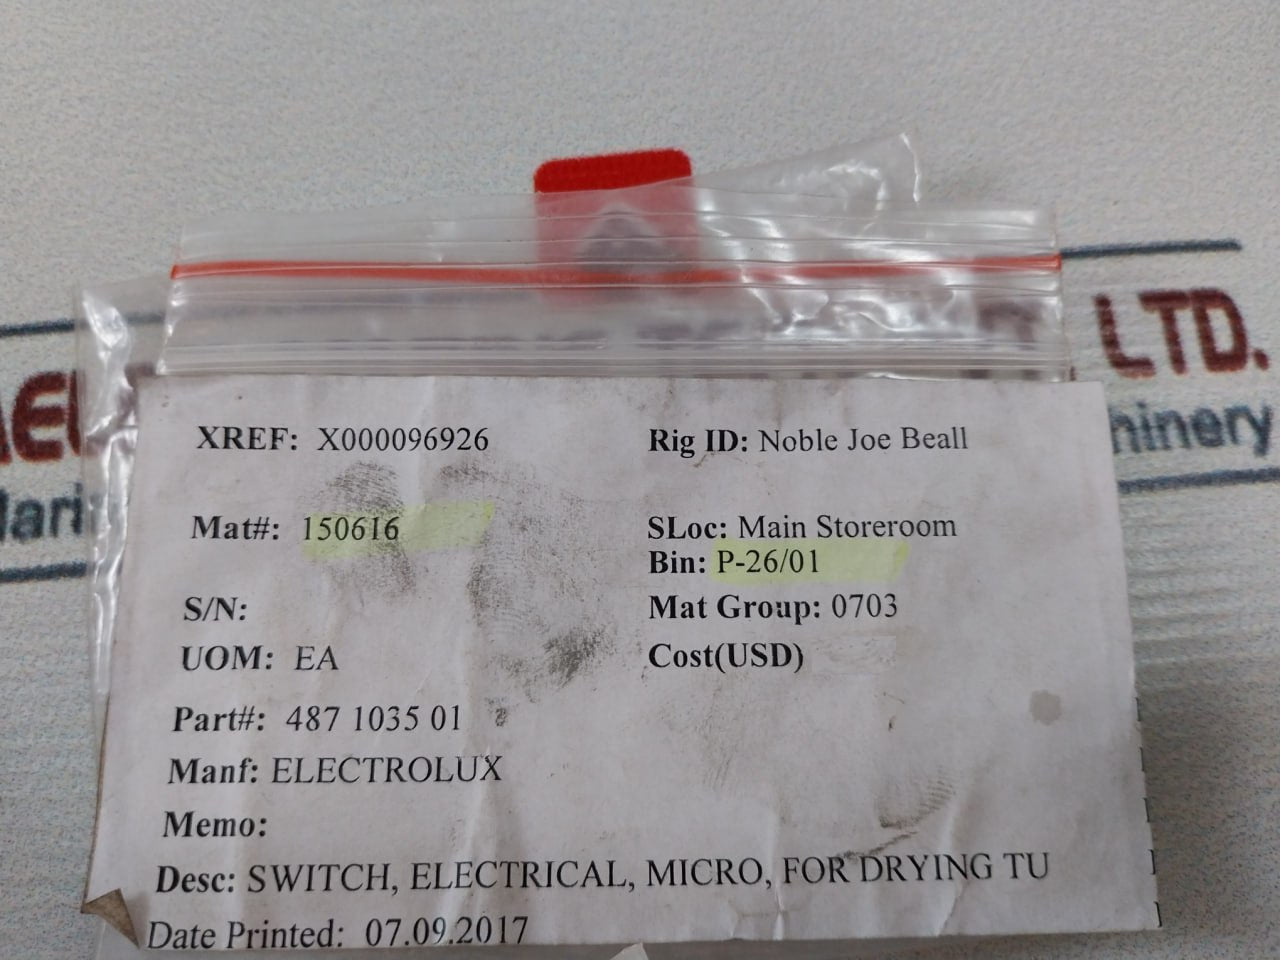 LTD.
hinery
XREF: X000096926
Rig ID: Noble Joe Beall
Mat#: 150616
SLoc: Main Storeroom
Bin: P-26/01
S/N:
Mat Group: 0703
UOM: EA
Cost(USD)
Part#: 487 1035 01
Manf: ELECTROLUX
Memo:
Desc: SWITCH, ELECTRICAL, MICRO, FOR DRYING TU
Date Printed: 07.09.2017